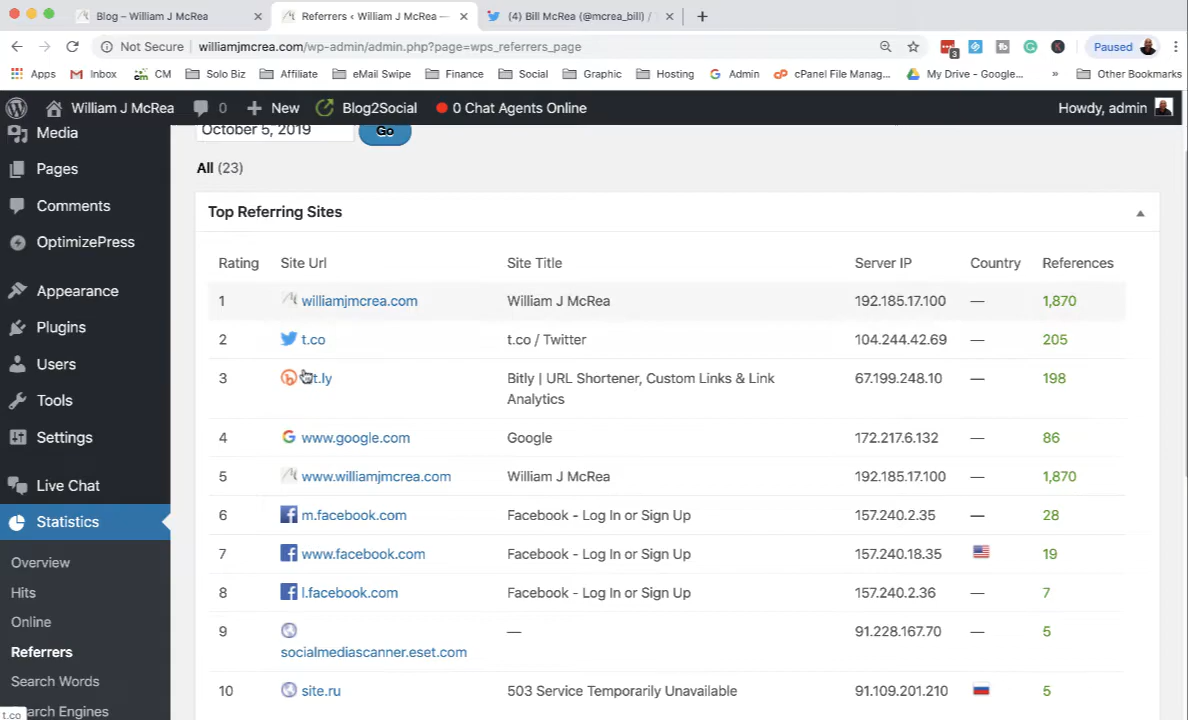 Blog – William J McRea
Referrers ‹ William J McRea —
(4) Bill McRea (@mcrea_bill) /
Not Secure
williamjmcrea.com/wp-admin/admin.php?page=wps_referrers_page
3
Paused
Apps
Inbox
CM
Solo Biz
Affiliate
eMail Swipe
Finance
Social
Graphic
Hosting
Admin
cPanel File Manag...
My Drive - Google...
»
Other Bookmarks
William J McRea
0
New
Blog2Social
0 Chat Agents Online
Howdy, admin
Media
Pages
Comments
OptimizePress
Appearance
Plugins
Users
Tools
Settings
Live Chat
Statistics
Overview
Hits
Online
Referrers
Search Words
October 5, 2019
Go
All (23)
Top Referring Sites
Rating Site Url Site Title Server IP Country References
1 williamjmcrea.com William J McRea 192.185.17.100 — 1,870
2 t.co t.co / Twitter 104.244.42.69 — 205
3 t.ly Bitly | URL Shortener, Custom Links & Link 67.199.248.10 — 198
Analytics
4 www.google.com Google 172.217.6.132 — 86
5 www.williamjmcrea.com William J McRea 192.185.17.100 — 1,870
6 m.facebook.com Facebook - Log In or Sign Up 157.240.2.35 — 28
7 www.facebook.com Facebook - Log In or Sign Up 157.240.18.35 19
8 l.facebook.com Facebook - Log In or Sign Up 157.240.2.36 — 7
9 — 91.228.167.70 — 5
socialmediascanner.eset.com
10 site.ru 503 Service Temporarily Unavailable 91.109.201.210 5
t.co
arch Engines